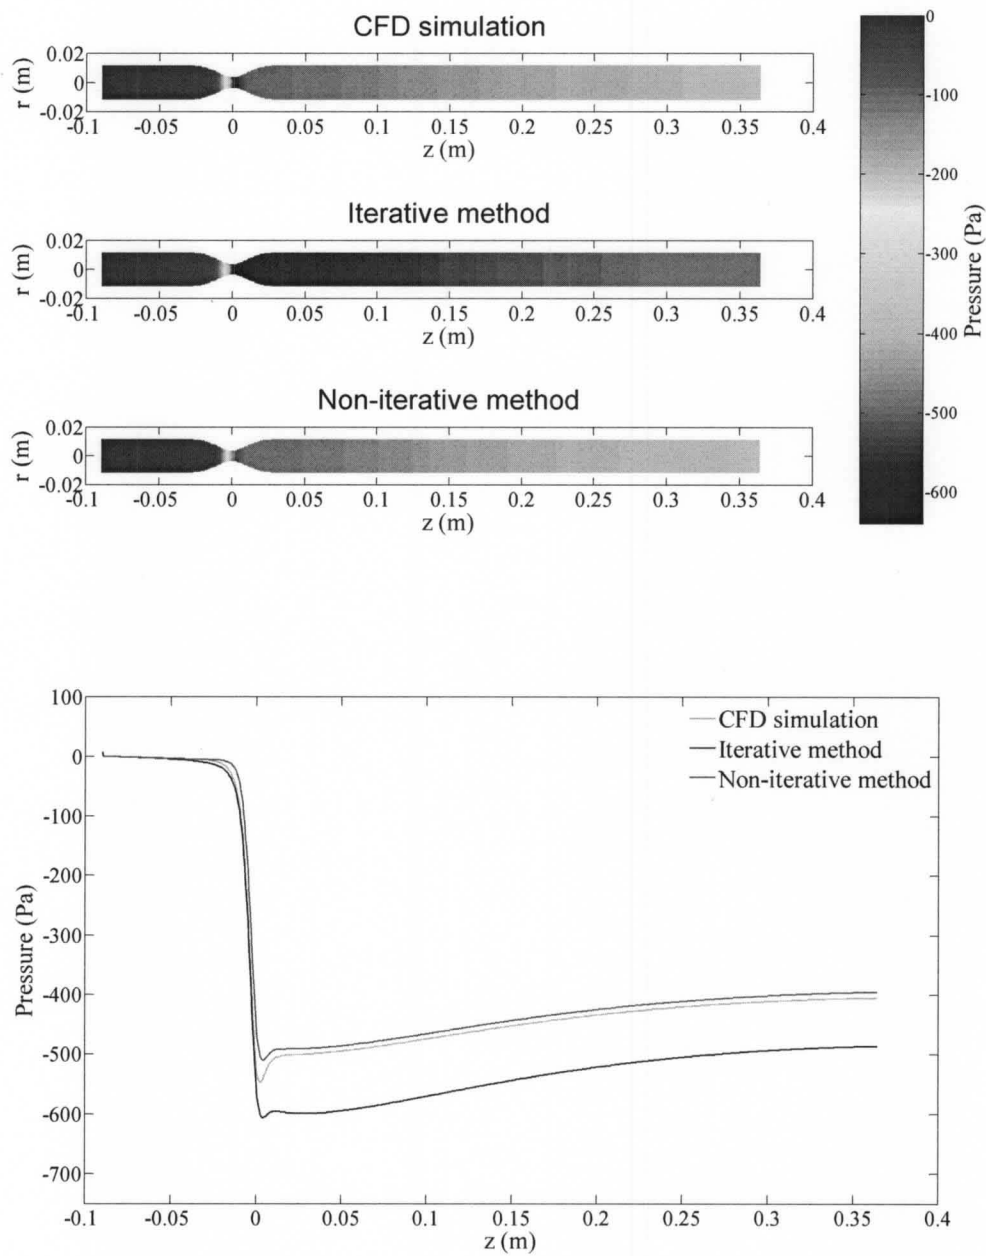 CFD simulation
0.02
0
-0.02
r (m)
-0.1 -0.05 0 0.05 0.1 0.15 0.2 0.25 0.3 0.35 0.4
z (m)
Iterative method
0.02
0
-0.02
r (m)
-0.1 -0.05 0 0.05 0.1 0.15 0.2 0.25 0.3 0.35 0.4
z (m)
Non-iterative method
0.02
0
-0.02
r (m)
-0.1 -0.05 0 0.05 0.1 0.15 0.2 0.25 0.3 0.35 0.4
z (m)
0
-100
-200
-300
-400
-500
-600
Pressure (Pa)
100
0
-100
-200
-300
-400
-500
-600
-700
Pressure (Pa)
CFD simulation
Iterative method
Non-iterative method
-0.1 -0.05 0 0.05 0.1 0.15 0.2 0.25 0.3 0.35 0.4
z (m)